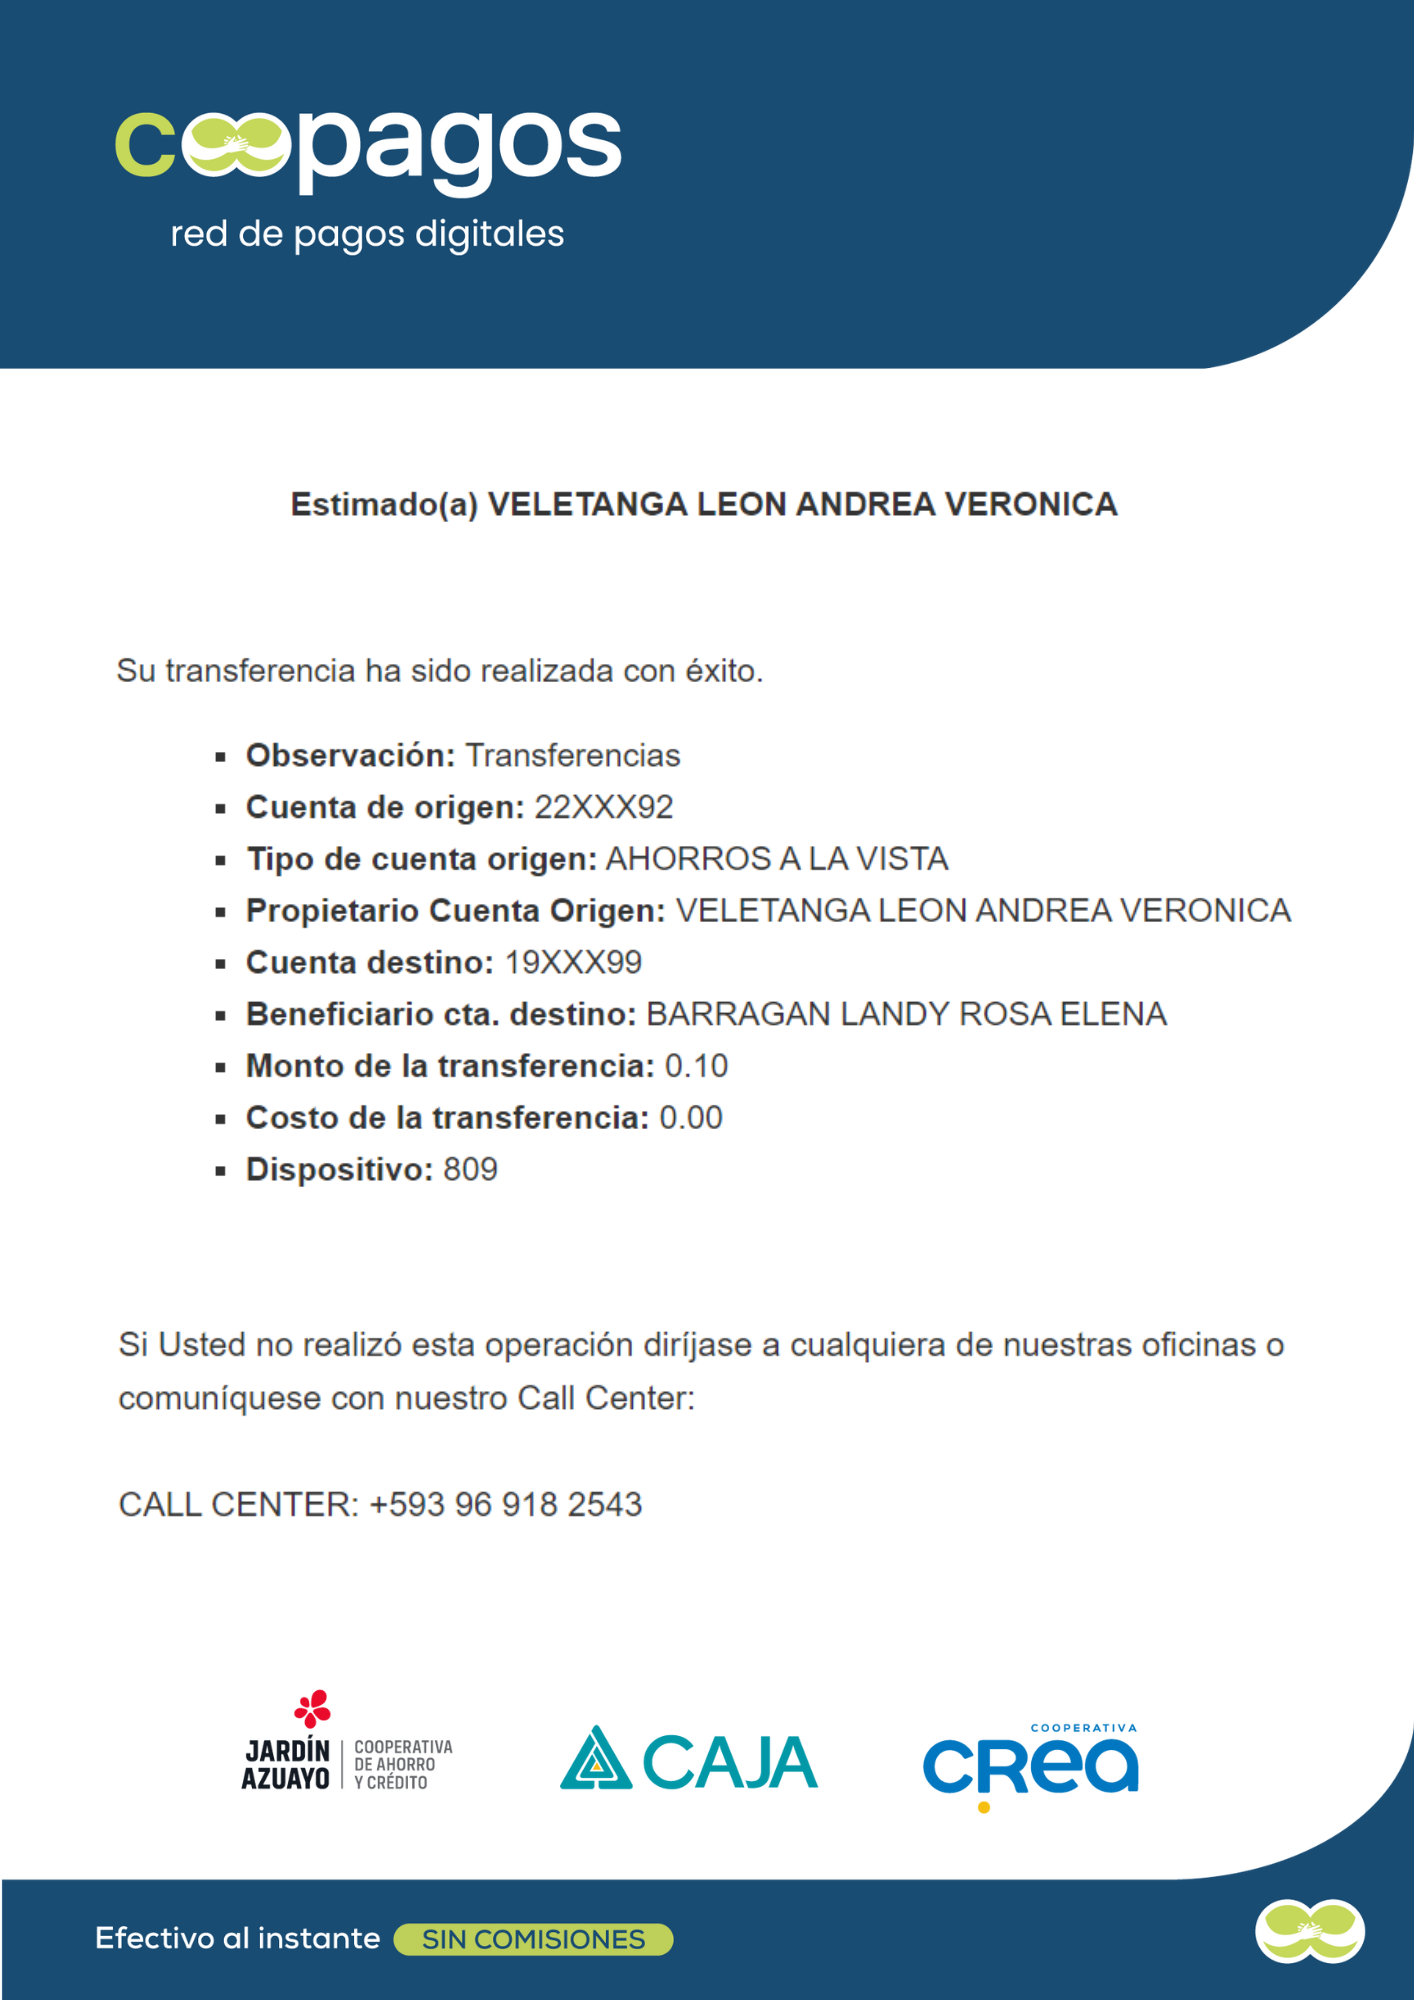 coopagos
red de pagos digitales
Estimado(a) VELETANGA LEON ANDREA VERONICA
Su transferencia ha sido realizada con éxito.
▪ Observación: Transferencias
▪ Cuenta de origen: 22XXX92
▪ Tipo de cuenta origen: AHORROS A LA VISTA
▪ Propietario Cuenta Origen: VELETANGA LEON ANDREA VERONICA
▪ Cuenta destino: 19XXX99
▪ Beneficiario cta. destino: BARRAGAN LANDY ROSA ELENA
▪ Monto de la transferencia: 0.10
▪ Costo de la transferencia: 0.00
▪ Dispositivo: 809
Si Usted no realizó esta operación diríjase a cualquiera de nuestras oficinas o
comuníquese con nuestro Call Center:
CALL CENTER: +593 96 918 2543
JARDÍN
AZUAYO
COOPERATIVA
DE AHORRO
Y CRÉDITO
CAJA
COOPERATIVA
CREA
Efectivo al instante SIN COMISIONES